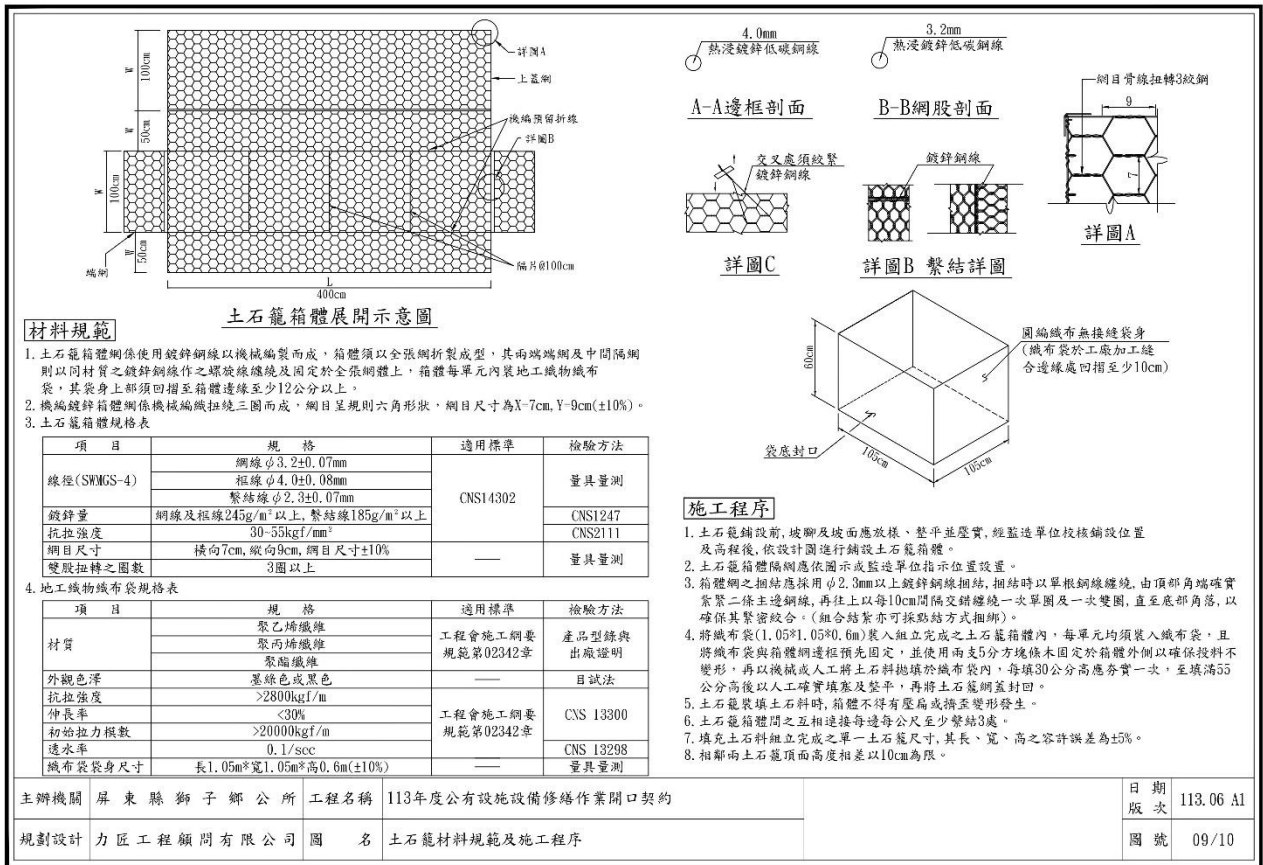 詳圖A
上蓋網
機編預留折線
詳圖B
隔片@100cm
端網
W
100cm
W
50cm
W
100cm
W
50cm
L
400cm
土石籠箱體展開示意圖
4.0mm
熱浸鍍鋅低碳鋼線
A-A邊框剖面
3.2mm
熱浸鍍鋅低碳鋼線
B-B網股剖面
網目骨線扭轉3絞鋼
9
7
詳圖A
交叉處須絞緊
鍍鋅鋼線
詳圖C
鍍鋅鋼線
詳圖B 繫結詳圖
圓編織布無接縫袋身
(織布袋於工廠加工縫
合邊緣處回摺至少10cm)
60cm
袋底封口
105cm
105cm
材料規範
1.土石籠箱體網係使用鍍鋅鋼線以機械編製而成，箱體須以全張網折製成型，其兩端端網及中間隔網
則以同材質之鍍鋅鋼線作之螺旋線纏繞及固定於全張網體上，箱體每單元內裝地工織物織布
袋，其袋身上部須回摺至箱體邊緣至少12公分以上。
2.機編鍍鋅箱體網係機械編織扭繞三圈而成，網目呈規則六角形狀，網目尺寸為X-7cm,Y-9cm(±10%)。
3.土石籠箱體規格表
項 目 規 格 適用標準 檢驗方法
線徑(SWMGS-4) 網線φ3.2±0.07mm CNS14302 量具量測
框線φ4.0±0.08mm
繫結線φ2.3±0.07mm
鍍鋅量 網線及框線245g/m²以上,繫結線185g/m²以上 CNS1247
抗拉強度 30~55kgf/mm² CNS2111
網目尺寸 橫向7cm,縱向9cm,網目尺寸±10% —— 量具量測
雙股扭轉之圈數 3圈以上
4.地工織物織布袋規格表
項 目 規 格 適用標準 檢驗方法
材質 聚乙烯纖維 工程會施工綱要規範第02342章 產品型錄與出廠證明
聚丙烯纖維
聚酯纖維
外觀色澤 墨綠色或黑色 —— 目試法
抗拉強度 >2800kgf/m 工程會施工綱要規範第02342章 CNS 13300
伸長率 <30%
初始拉力模數 >20000kgf/m
透水率 0.1/sec CNS 13298
織布袋袋身尺寸 長1.05m*寬1.05m*高0.6m(±10%) —— 量具量測
施工程序
1.土石籠鋪設前,坡腳及坡面應放樣、整平並壓實,經監造單位校核鋪設位置
及高程後,依設計圖進行鋪設土石籠箱體。
2.土石籠箱體隔網應依圖示或監造單位指示位置設置。
3.箱體網之捆結應採用φ2.3mm以上鍍鋅鋼線捆結,捆結時以單根鋼線纏繞,由頂部角端確實
紮緊二條主邊鋼線,再往上以每10cm間隔交錯纏繞一次單圈及一次雙圈,直至底部角落,以
確保其緊密絞合。(組合結紮亦可採點結方式捆綁)。
4.將織布袋(1.05*1.05*0.6m)裝入組立完成之土石籠箱體內，每單元均須裝入織布袋，且
將織布袋與箱體網邊框預先固定，並使用兩支5分方塊條木固定於箱體外側以確保投料不
變形，再以機械或人工將土石料拋填於織布袋內，每填30公分高應夯實一次，至填滿55
公分高後以人工確實填塞及整平，再將土石籠網蓋封回。
5.土石籠裝填土石料時,箱體不得有壓扁或擠歪變形發生。
6.土石籠箱體間之互相連接每邊每公尺至少繫結3處。
7.填充土石料組立完成之單一土石籠尺寸,其長、寬、高之容許誤差為±5%。
8.相鄰兩土石籠頂面高度相差以10cm為限。
主辦機關 屏東縣獅子鄉公所 工程名稱 113年度公有設施設備修繕作業開口契約 日期版次 113.06 A1
規劃設計 力匠工程顧問有限公司 圖 名 土石籠材料規範及施工程序 圖 號 09/10